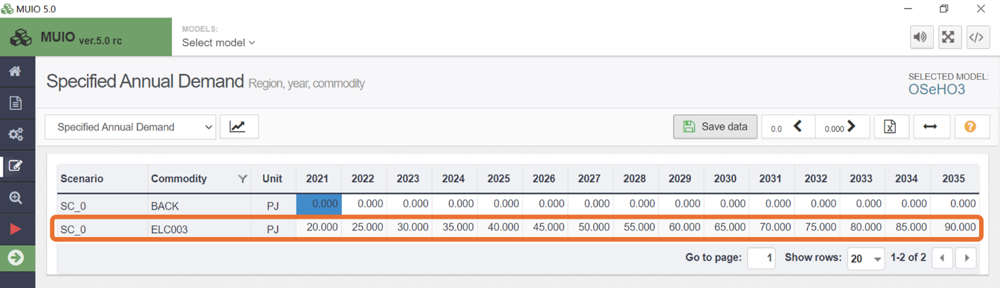 MUIO 5.0
MUIO ver.5.0 rc
MODELS:
Select model
Specified Annual Demand Region, year, commodity
SELECTED MODEL:
OSeHO3
Specified Annual Demand
Save data 0.0 0.000
Scenario Commodity Unit 2021 2022 2023 2024 2025 2026 2027 2028 2029 2030 2031 2032 2033 2034 2035
SC_0 BACK PJ 0.000 0.000 0.000 0.000 0.000 0.000 0.000 0.000 0.000 0.000 0.000 0.000 0.000 0.000 0.000
SC_0 ELC003 PJ 20.000 25.000 30.000 35.000 40.000 45.000 50.000 55.000 60.000 65.000 70.000 75.000 80.000 85.000 90.000
Go to page: 1 Show rows: 20 1-2 of 2